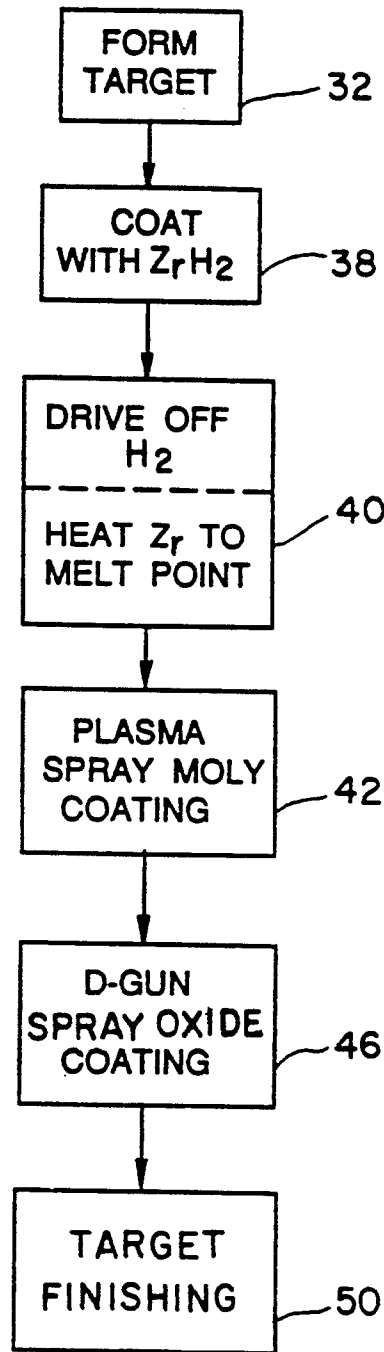 FORM
TARGET
32
COAT
WITH ZrH2
38
DRIVE OFF
H2
HEAT Zr TO
MELT POINT
40
PLASMA
SPRAY MOLY
COATING
42
D-GUN
SPRAY OXIDE
COATING
46
TARGET
FINISHING
50